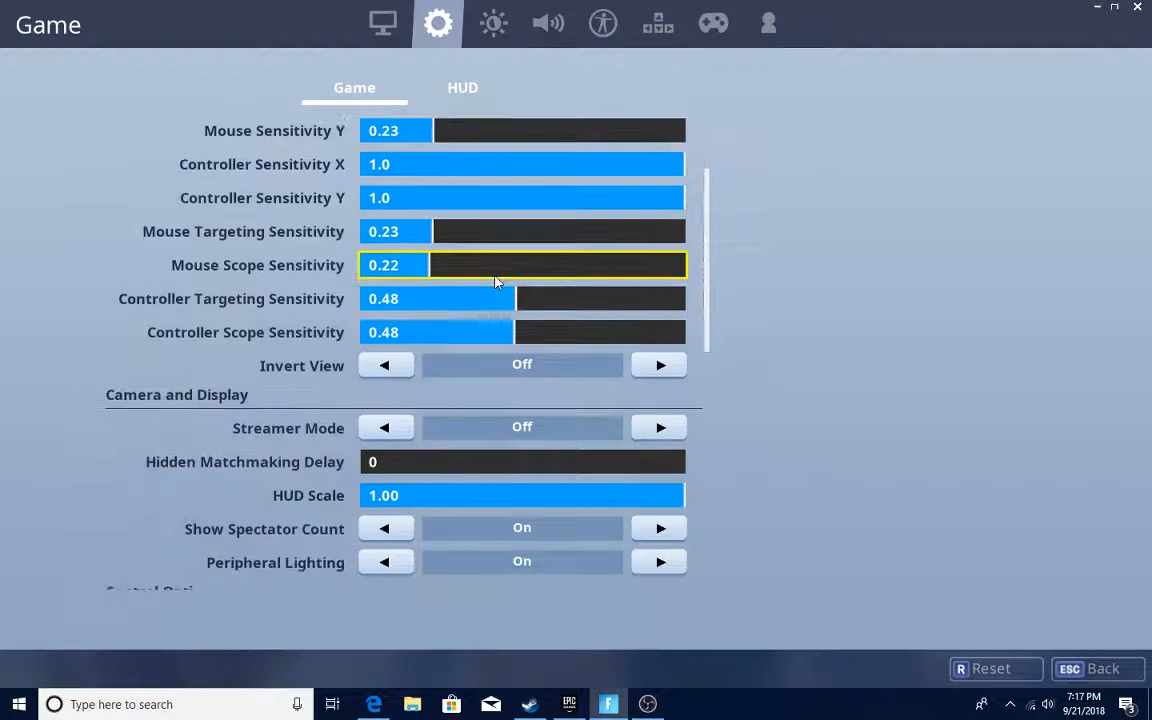 Game
Game HUD
Mouse Sensitivity Y 0.23
Controller Sensitivity X 1.0
Controller Sensitivity Y 1.0
Mouse Targeting Sensitivity 0.23
Mouse Scope Sensitivity 0.22
Controller Targeting Sensitivity 0.48
Controller Scope Sensitivity 0.48
Invert View Off
Camera and Display
Streamer Mode Off
Hidden Matchmaking Delay 0
HUD Scale 1.00
Show Spectator Count On
Peripheral Lighting On
R Reset ESC Back
Type here to search
EPIC GAMES
F
7:17 PM
9/21/2018
3